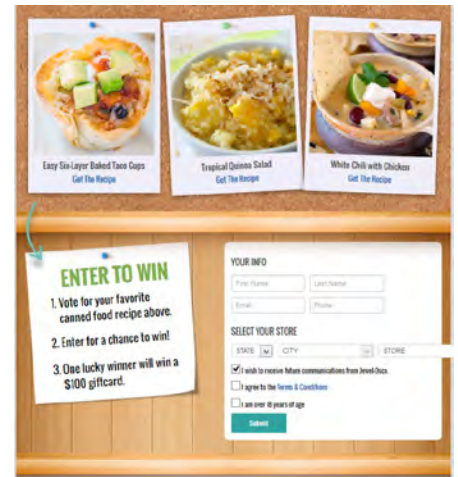 Easy Six-Layer Baked Taco Cups
Get The Recipe
Tropical Quinoa Salad
Get The Recipe
White Chili with Chicken
Get The Recipe
ENTER TO WIN
1. Vote for your favorite
canned food recipe above.
2. Enter for a chance to win!
3. One lucky winner will win a
$100 giftcard.
YOUR INFO
First Name Last Name
Email Phone
SELECT YOUR STORE
STATE CITY STORE
I wish to receive future communications from Jewel-Osco.
I agree to the Terms & Conditions
I am over 18 years of age
Submit